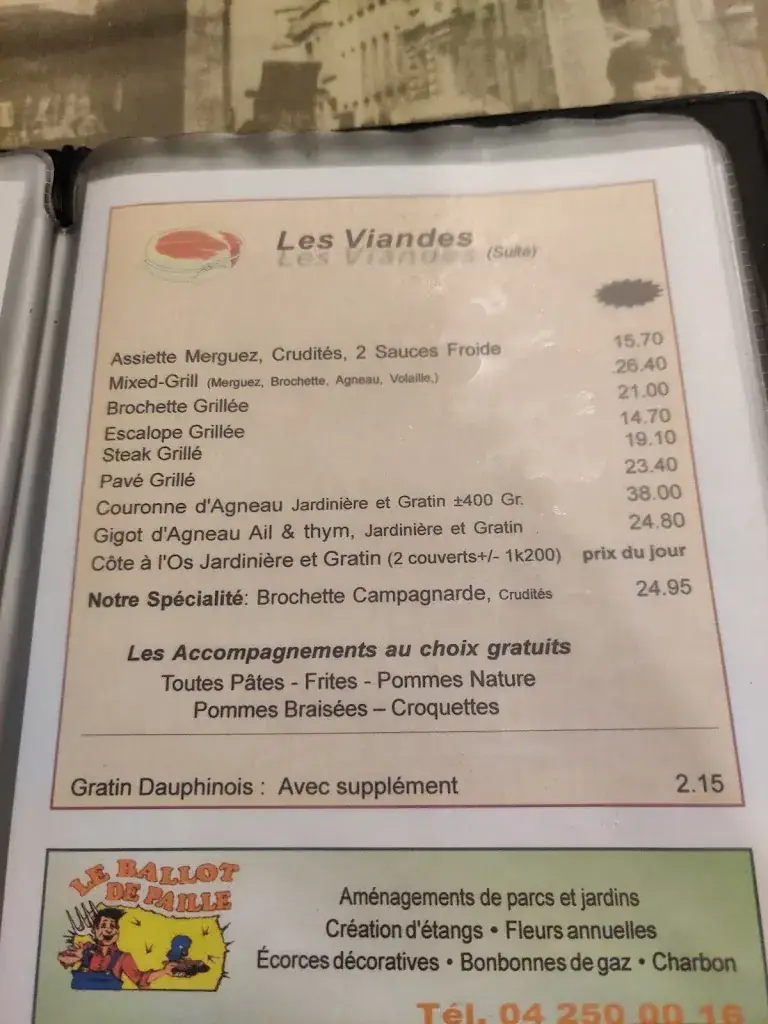 Les Viandes (Suite)
Assiette Merguez, Crudités, 2 Sauces Froide 15.70
Mixed-Grill (Merguez, Brochette, Agneau, Volaille,) 26.40
Brochette Grillée 21.00
Escalope Grillée 14.70
Steak Grillé 19.10
Pavé Grillé 23.40
Couronne d'Agneau Jardinière et Gratin ±400 Gr. 38.00
Gigot d'Agneau Ail & thym, Jardinière et Gratin 24.80
Côte à l'Os Jardinière et Gratin (2 couverts+/- 1k200) prix du jour
Notre Spécialité: Brochette Campagnarde, Crudités 24.95
Les Accompagnements au choix gratuits
Toutes Pâtes - Frites - Pommes Nature
Pommes Braisées – Croquettes
Gratin Dauphinois : Avec supplément 2.15
LE BALLOT
DE PAILLE
Aménagements de parcs et jardins
Création d'étangs • Fleurs annuelles
Écorces décoratives • Bonbonnes de gaz • Charbon
Tél. 04 250 00 16